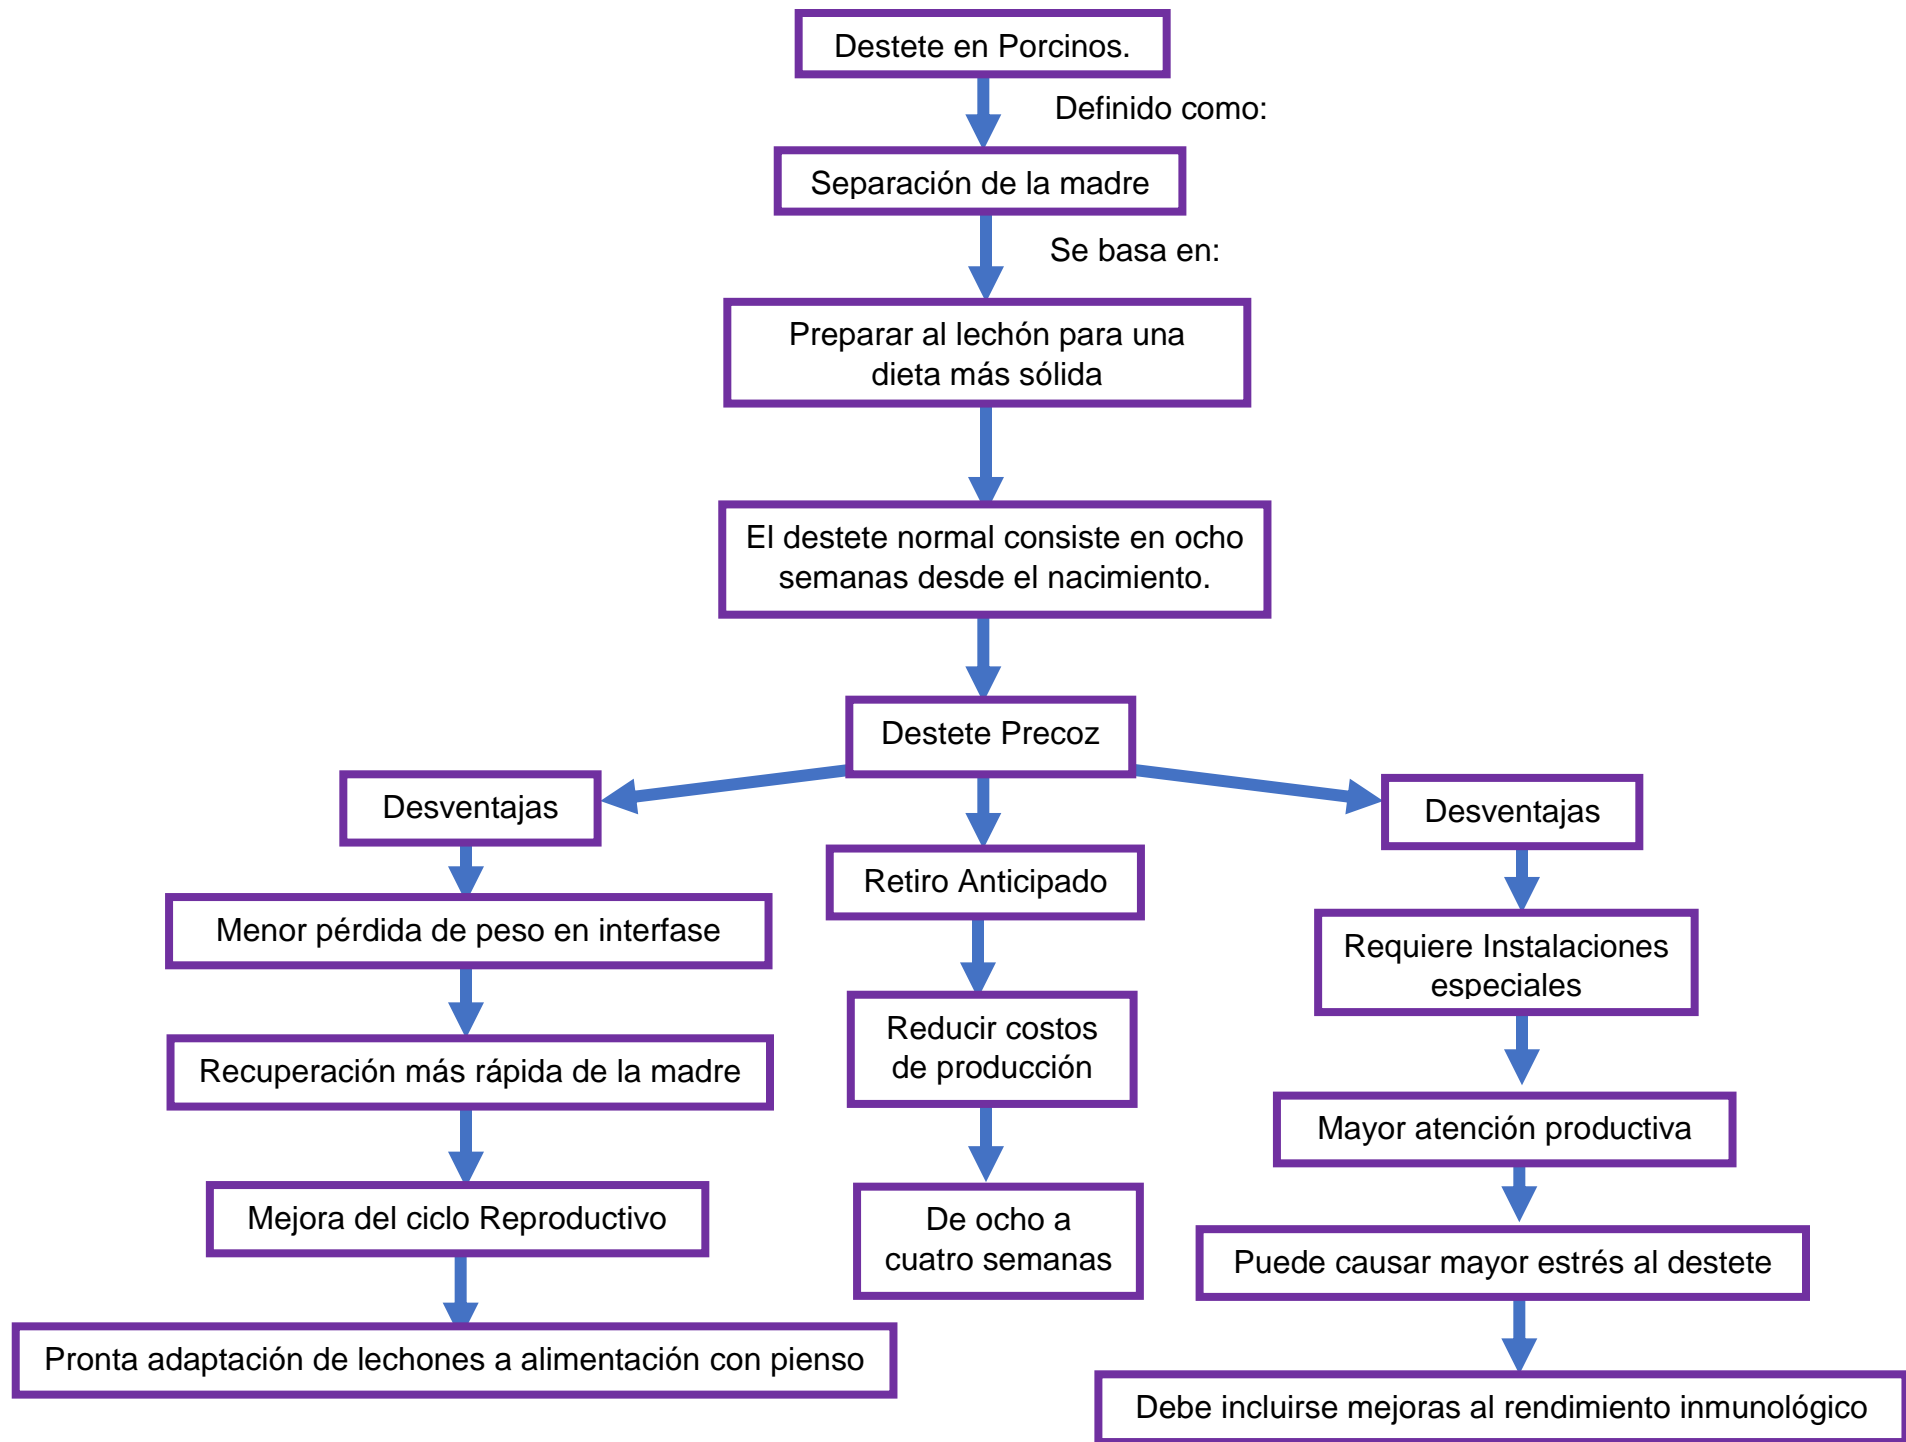 Destete en Porcinos.
Definido como:
Separación de la madre
Se basa en:
Preparar al lechón para una
dieta más sólida
El destete normal consiste en ocho
semanas desde el nacimiento.
Destete Precoz
Desventajas
Menor pérdida de peso en interfase
Recuperación más rápida de la madre
Mejora del ciclo Reproductivo
Pronta adaptación de lechones a alimentación con pienso
Retiro Anticipado
Reducir costos
de producción
De ocho a
cuatro semanas
Desventajas
Requiere Instalaciones
especiales
Mayor atención productiva
Puede causar mayor estrés al destete
Debe incluirse mejoras al rendimiento inmunológico